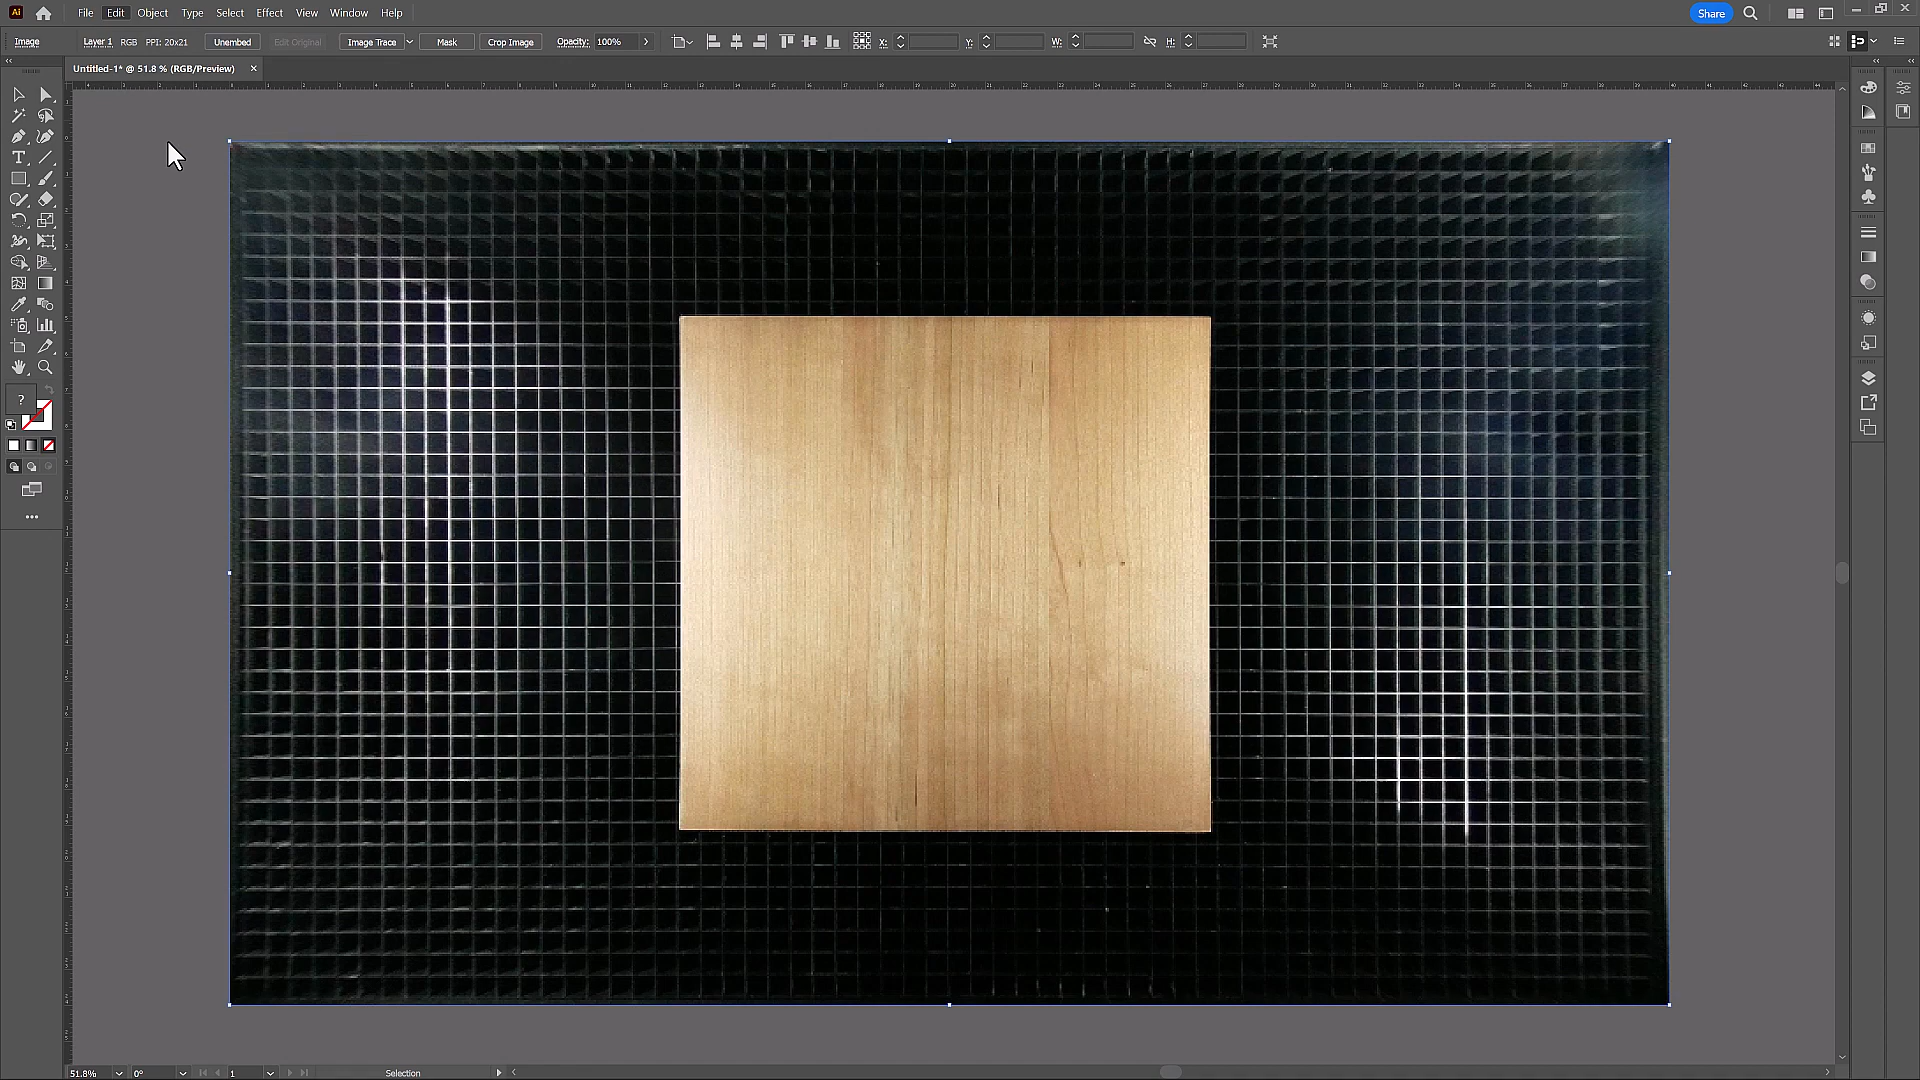 Ai File Edit Object Type Select Effect View Window Help Share
Image Layer 1 RGB PPI: 20x21 Unembed Edit Original Image Trace Mask Crop Image Opacity: 100% X: Y: W: H:
Untitled-1* @ 51.8 % (RGB/Preview)
?
51.8% 0° 1 Selection